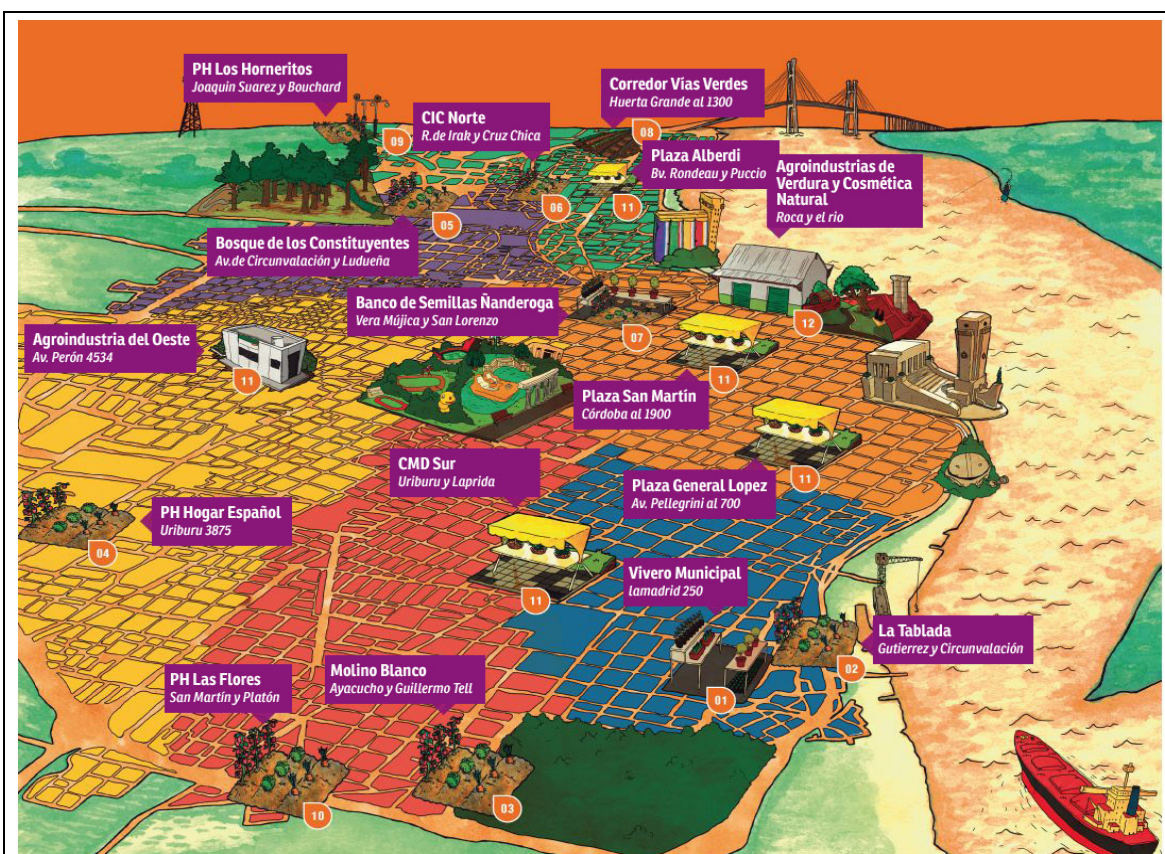 PH Los Horneritos
Joaquin Suarez y Bouchard
09
CIC Norte
R.de Irak y Cruz Chica
06
Corredor Vías Verdes
Huerta Grande al 1300
08
Plaza Alberdi
Bv. Rondeau y Puccio
11
Agroindustrias de
Verdura y Cosmética
Natural
Roca y el rio
12
Bosque de los Constituyentes
Av.de Circunvalación y Ludueña
05
Banco de Semillas Ñanderoga
Vera Mújica y San Lorenzo
07
Agroindustria del Oeste
Av. Perón 4534
11
Plaza San Martín
Córdoba al 1900
11
CMD Sur
Uriburu y Laprida
11
Plaza General Lopez
Av. Pellegrini al 700
11
PH Hogar Español
Uriburu 3875
04
Vivero Municipal
lamadrid 250
01
La Tablada
Gutierrez y Circunvalación
02
PH Las Flores
San Martín y Platón
10
Molino Blanco
Ayacucho y Guillermo Tell
03